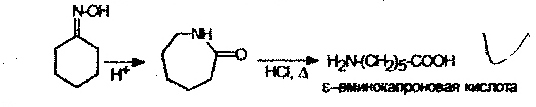 N-OH
NH
O
H⁺
HCl, Δ
H₂N-(CH₂)₅-COOH
ε-аминокапроновая кислота